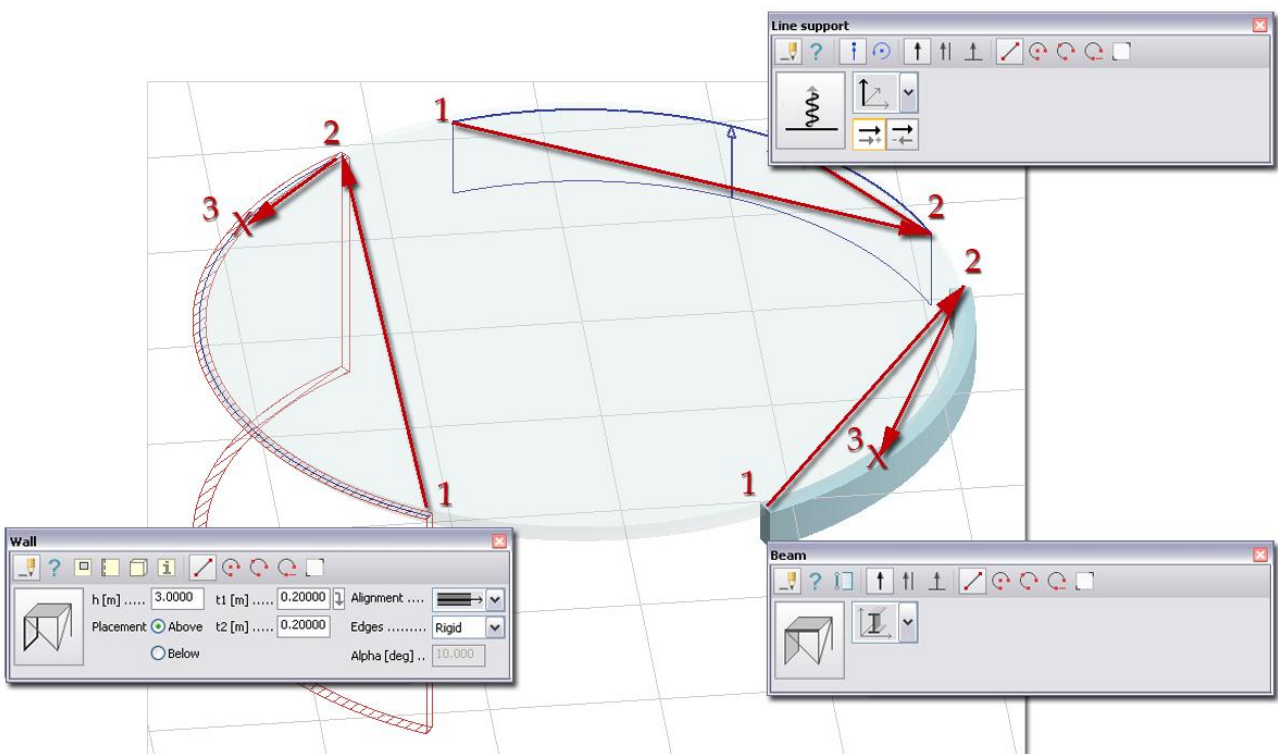 Line support
?
1
2
2
3
2
3
1
1
Wall
? i
h [m] ..... 3.0000 t1 [m] ..... 0.20000 Alignment ....
Placement Above t2 [m] ..... 0.20000 Edges ......... Rigid
Below Alpha [deg] .. 10.000
Beam
?